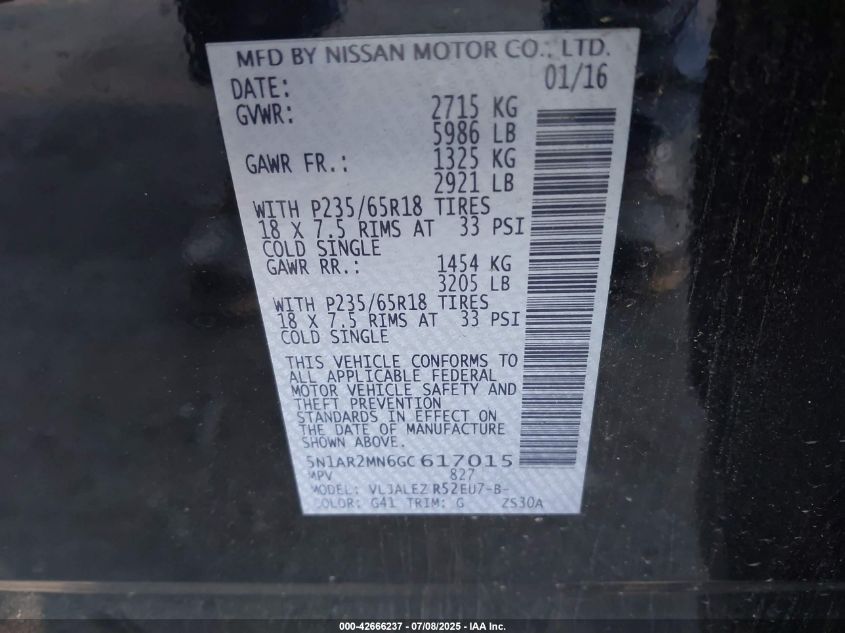 MFD BY NISSAN MOTOR CO., LTD.
DATE: 01/16
GVWR: 2715 KG
5986 LB
GAWR FR.: 1325 KG
2921 LB
WITH P235/65R18 TIRES
18 X 7.5 RIMS AT 33 PSI
COLD SINGLE
GAWR RR.: 1454 KG
3205 LB
WITH P235/65R18 TIRES
18 X 7.5 RIMS AT 33 PSI
COLD SINGLE
THIS VEHICLE CONFORMS TO
ALL APPLICABLE FEDERAL
MOTOR VEHICLE SAFETY AND
THEFT PREVENTION
STANDARDS IN EFFECT ON
THE DATE OF MANUFACTURE
SHOWN ABOVE.
5N1AR2MN6GC617015
MPV 827
MODEL: VL3ALEZ R52EU7-B-
COLOR: G41 TRIM: G ZS30A
000-42666237 - 07/08/2025 - IAA Inc.